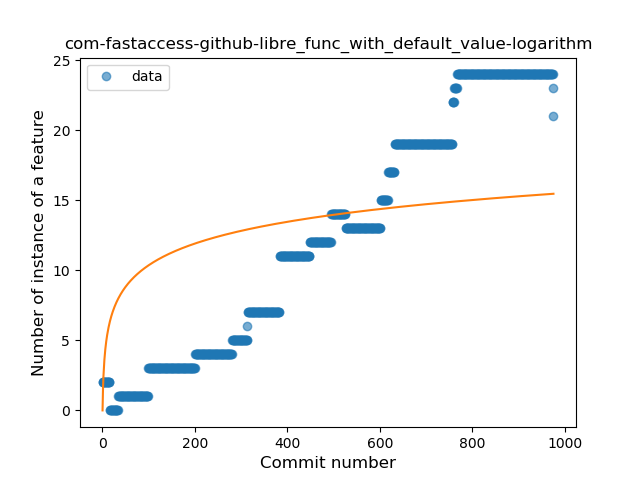 com-fastaccess-github-libre_func_with_default_value-logarithm
data
Number of instance of a feature
25
20
15
10
5
0
0 200 400 600 800 1000
Commit number